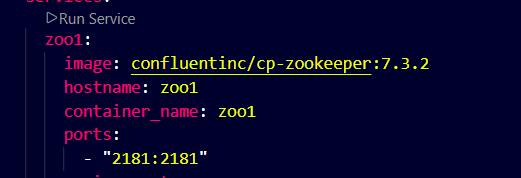 Run Service
zoo1:
image: confluentinc/cp-zookeeper:7.3.2
hostname: zoo1
container_name: zoo1
ports:
- "2181:2181"